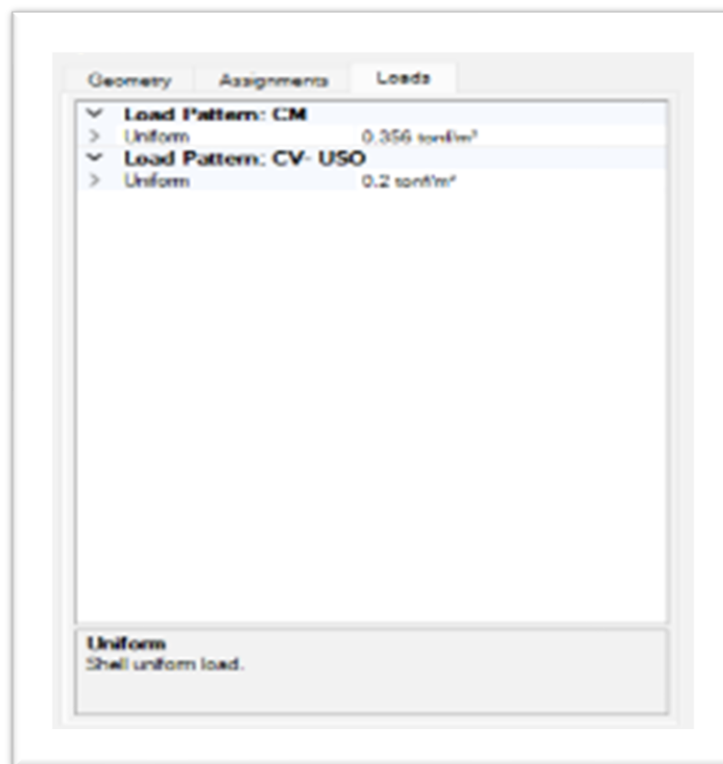 Geometry Assignments Loads
Load Pattern: CM
Uniform 0.356 tonf/m²
Load Pattern: CV- USO
Uniform 0.2 tonf/m²
Uniform
Shell uniform load.